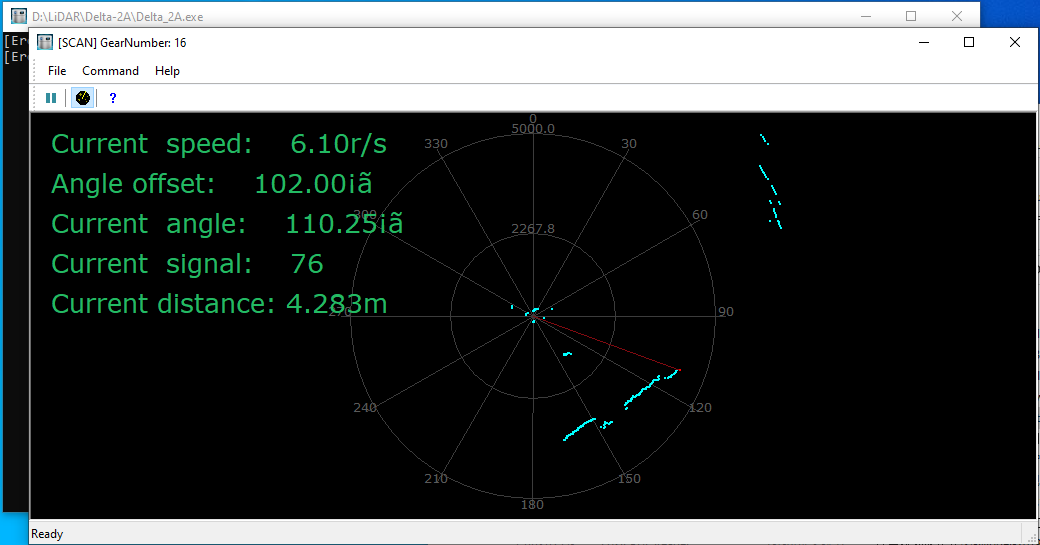 D:\LiDAR\Delta-2A\Delta_2A.exe
[Er
[Er
[SCAN] GearNumber: 16
File Command Help
?
Current speed: 6.10r/s
Angle offset: 102.00¡ã
Current angle: 110.25¡ã
Current signal: 76
Current distance: 4.283m
0
5000.0
330
30
300
60
2267.8
270
90
240
120
210
150
180
Ready